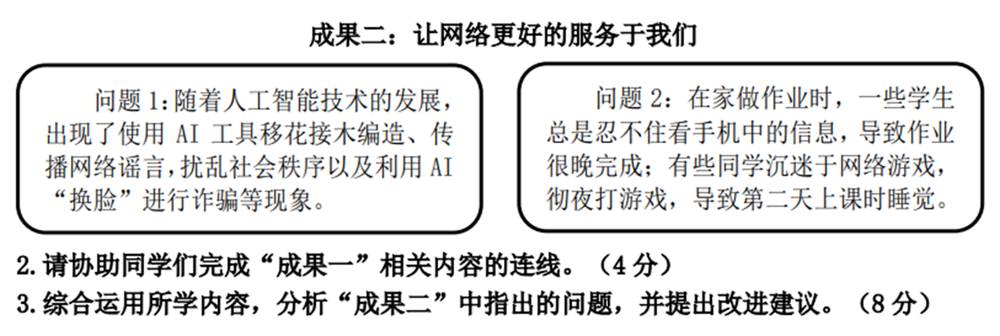 成果二：让网络更好的服务于我们
问题 1:随着人工智能技术的发展，
出现了使用 AI 工具移花接木编造、传
播网络谣言,扰乱社会秩序以及利用 AI
“换脸”进行诈骗等现象。
问题 2：在家做作业时，一些学生
总是忍不住看手机中的信息，导致作业
很晚完成；有些同学沉迷于网络游戏，
彻夜打游戏，导致第二天上课时睡觉。
2.请协助同学们完成“成果一”相关内容的连线。（4 分）
3.综合运用所学内容，分析“成果二”中指出的问题，并提出改进建议。（8 分）